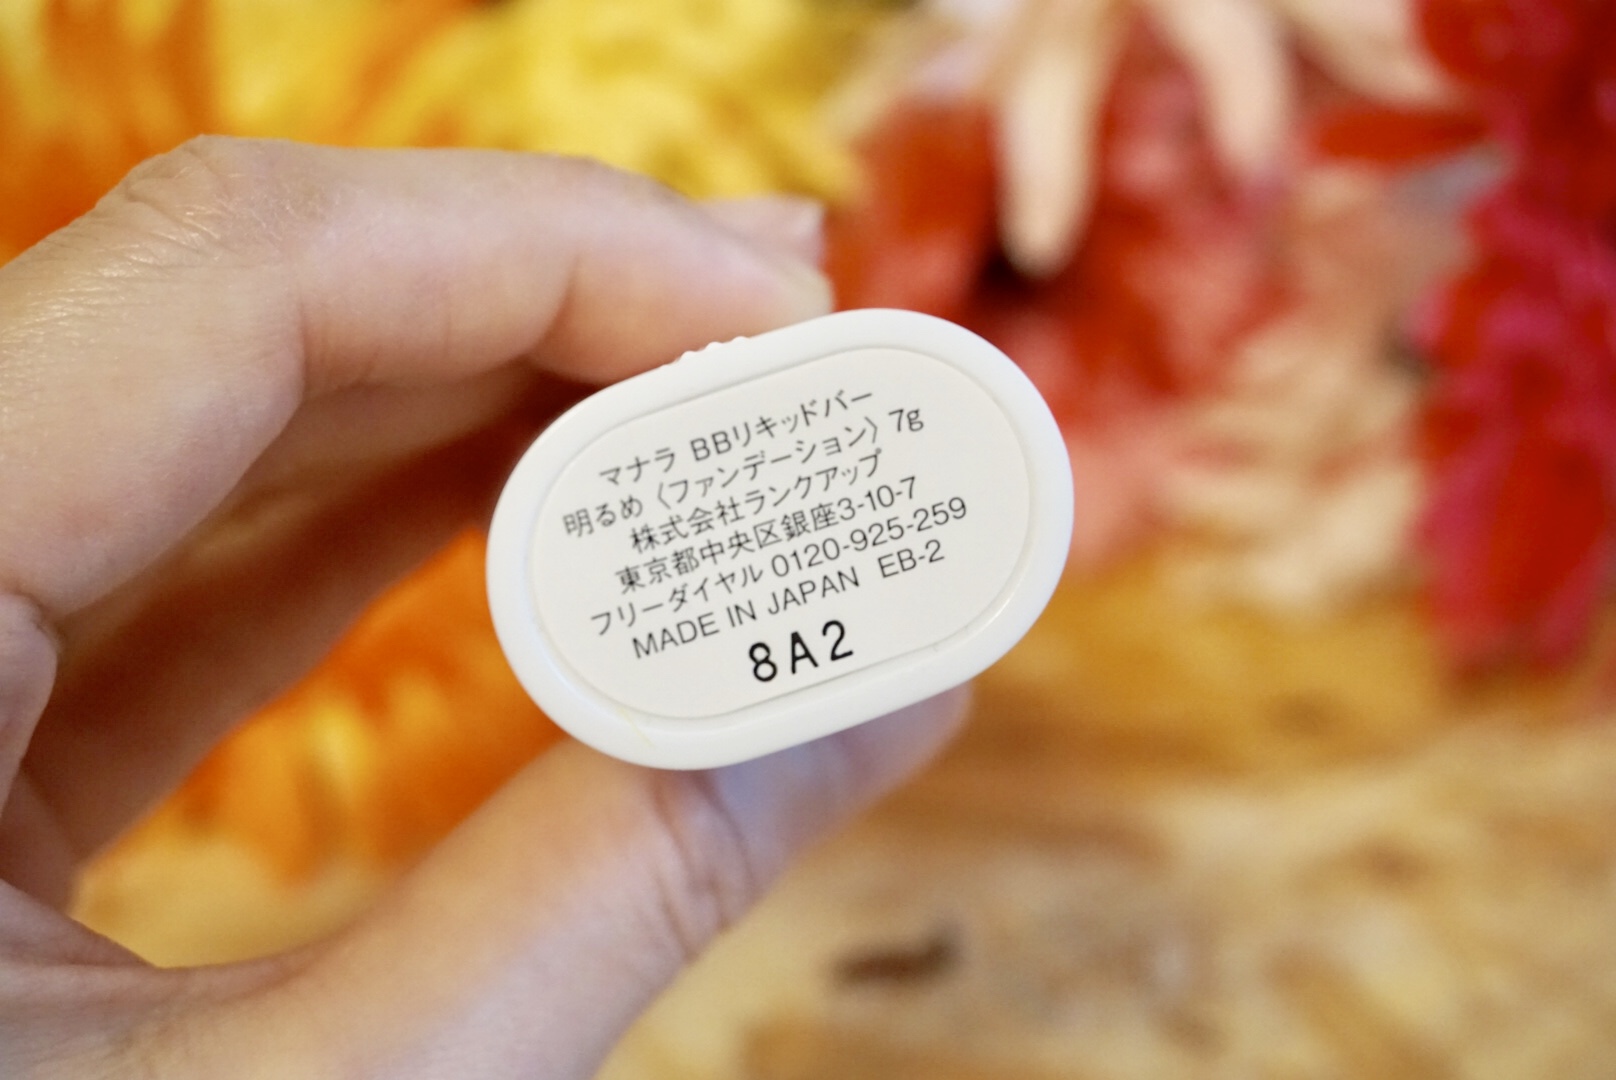 マナラ BBリキッドバー
明るめ〈ファンデーション〉7g
株式会社ランクアップ
東京都中央区銀座3-10-7
フリーダイヤル 0120-925-259
MADE IN JAPAN EB-2
8A2